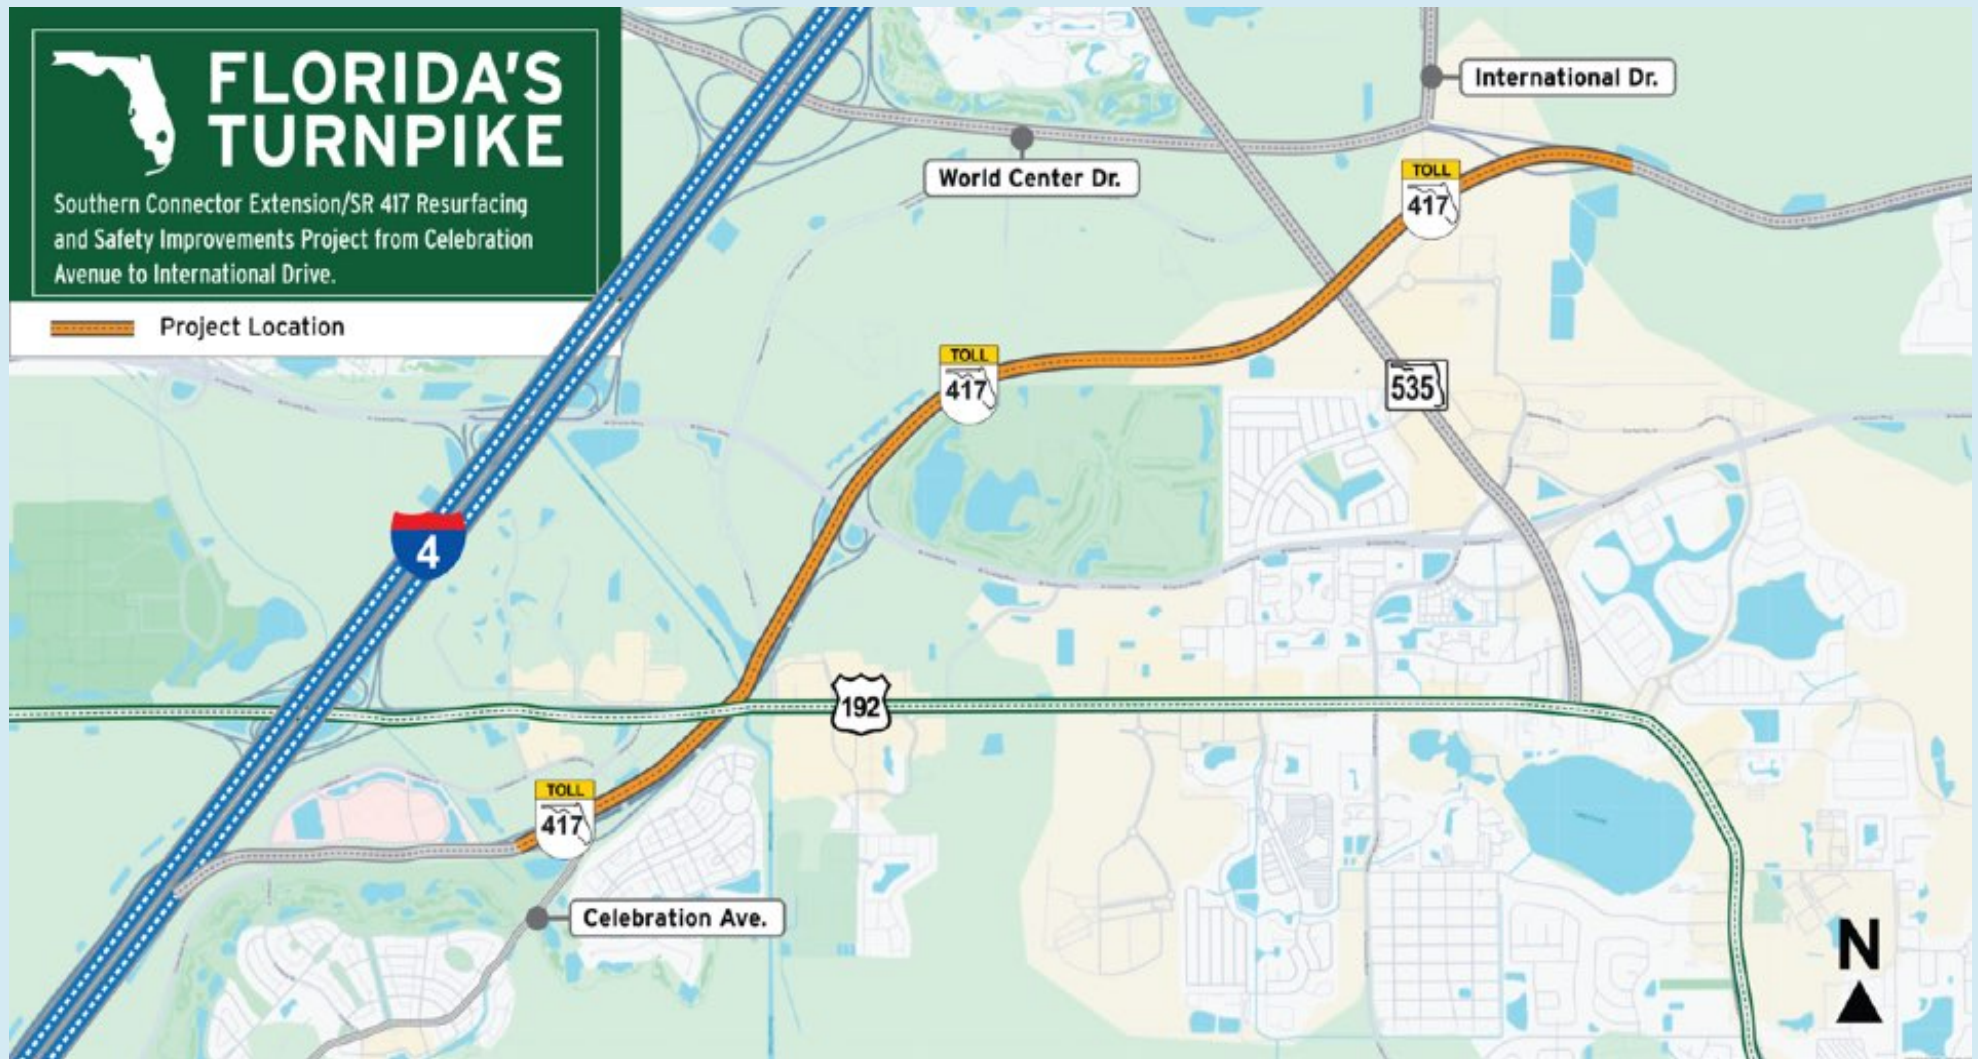 FLORIDA'S
TURNPIKE
Southern Connector Extension/SR 417 Resurfacing
and Safety Improvements Project from Celebration
Avenue to International Drive.
Project Location
International Dr.
World Center Dr.
TOLL
417
TOLL
417
535
4
192
TOLL
417
Celebration Ave.
N